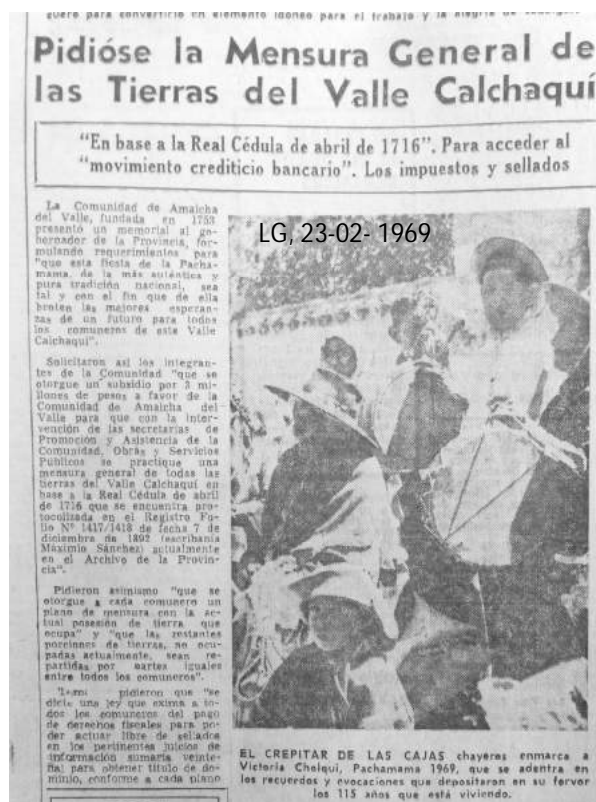 guero para convertirlo en elemento idóneo para el trabajo y la alegría de
Pidióse la Mensura General de
las Tierras del Valle Calchaquí
"En base a la Real Cédula de abril de 1716". Para acceder al
"movimiento crediticio bancario". Los impuestos y sellados
LG, 23-02- 1969
La Comunidad de Amaicha
del Valle, fundada en 1753
presentó un memorial al go-
bernador de la Provincia, for-
mulando requerimientos para
"que esta fiesta de la Pacha-
mama, de la más auténtica y
pura tradición nacional, sea
tal y con el fin que de ella
broten las mejores esperan-
zas de un futuro para todos
los comuneros de este Valle
Calchaquí".
Solicitaron así los integran-
tes de la Comunidad "que se
otorgue un subsidio por 3 mi-
llones de pesos a favor de la
Comunidad de Amaicha del
Valle para que con la inter-
vención de las secretarías de
Promoción y Asistencia de la
Comunidad, Obras y Servicios
Públicos se practique una
mensura general de todas las
tierras del Valle Calchaquí en
base a la Real Cédula de abril
de 1716 que se encuentra pro-
tocolizada en el Registro Fo-
lio Nº 1417/1418 de fecha 7 de
diciembre de 1892 (escribanía
Máximio Sánchez) actualmente
en el Archivo de la Provin-
cia".
Pidieron asimismo "que se
otorgue a cada comunero un
plano de mensura con la ac-
tual posesión de tierra que
ocupa" y "que las restantes
porciones de tierras, no ocu-
padas actualmente, sean re-
partidas por partes iguales
entre todos los comuneros".
pidieron que "se
dicte una ley que exima a to-
dos los comuneros del pago
de derechos fiscales para po-
der actuar libre de sellados
en los pertinentes juicios de
información sumaria veinte-
ñal para obtener título de do-
minio, conforme a cada plano
EL CREPITAR DE LAS CAJAS chayeras enmarca a
Victoria Chelqui, Pachamama 1969, que se adentra en
los recuerdos y evocaciones que depositaron en su fervor
los 115 años que está viviendo.